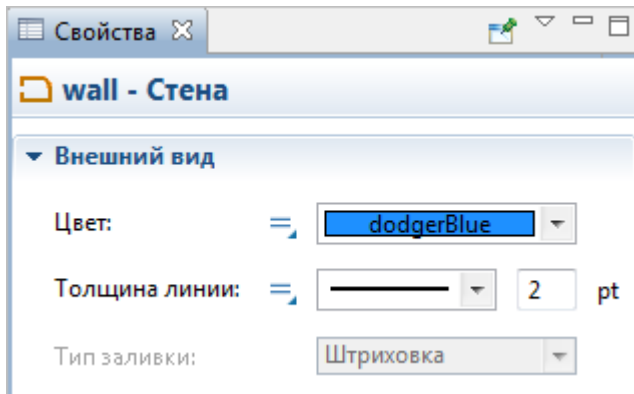 Свойства
wall - Стена
Внешний вид
Цвет: dodgerBlue
Толщина линии: 2 pt
Тип заливки: Штриховка